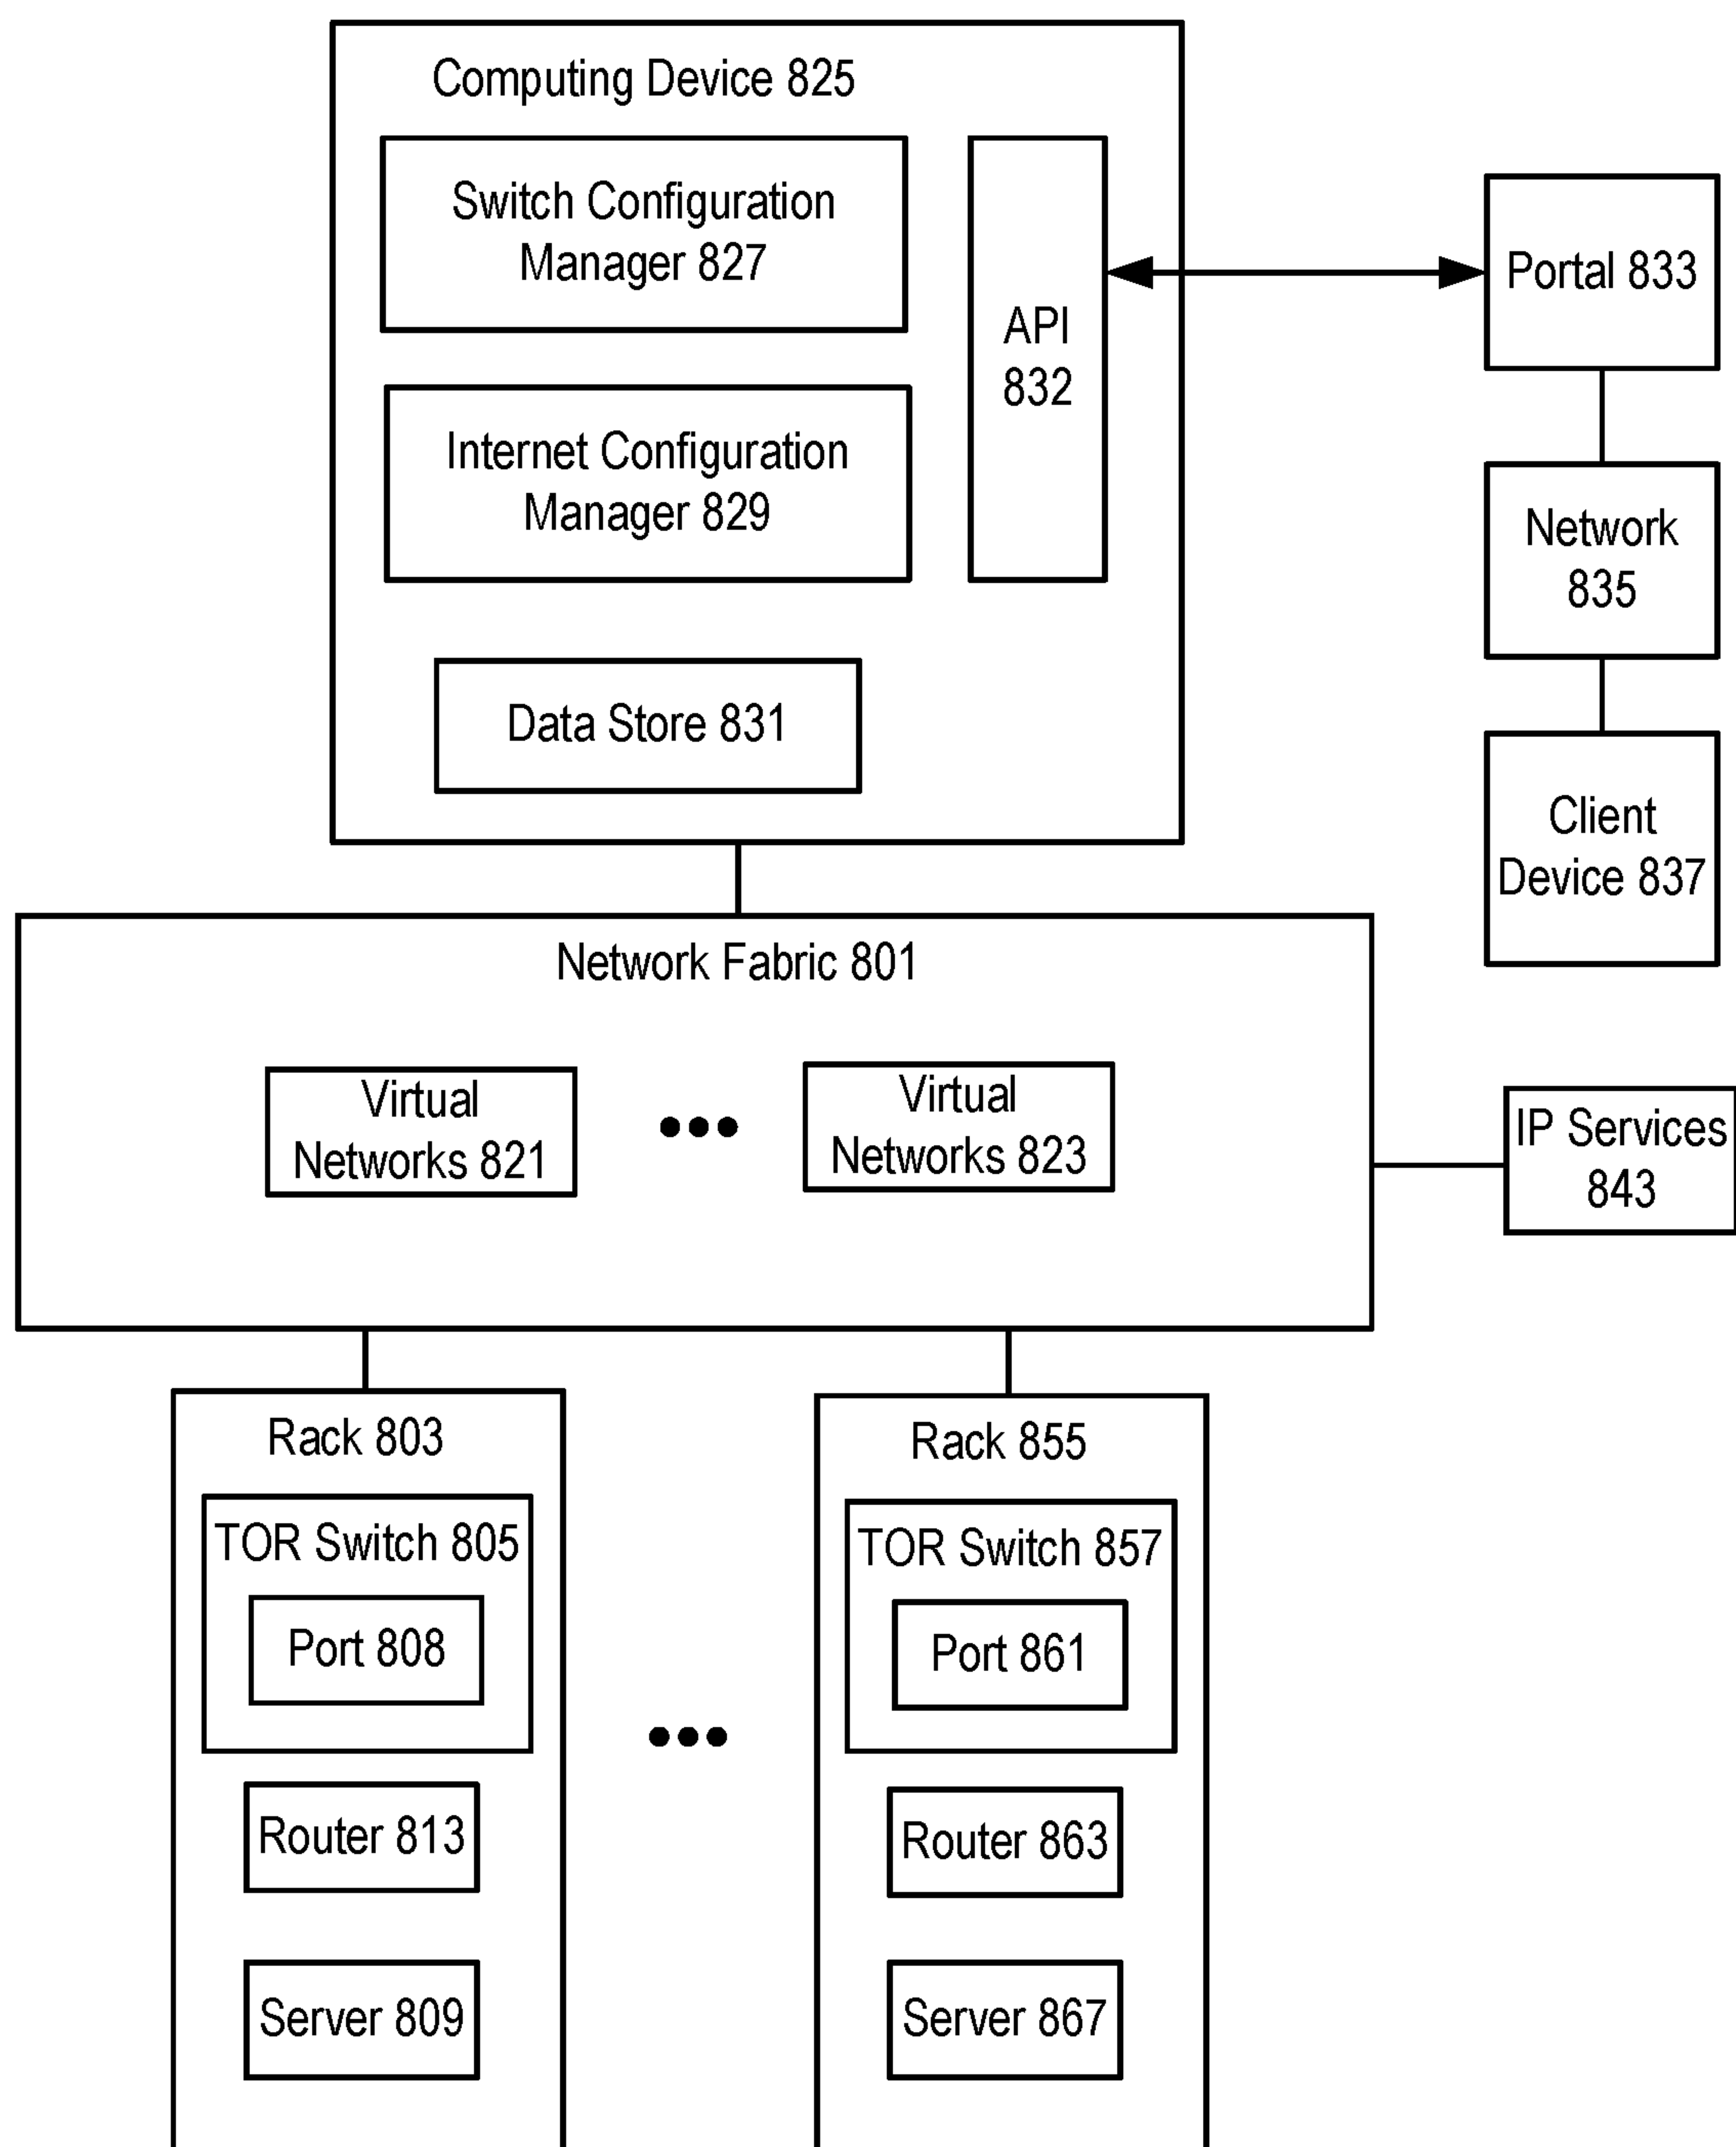 Computing Device 825
Switch Configuration
Manager 827
API
832
Internet Configuration
Manager 829
Data Store 831
Portal 833
Network
835
Client
Device 837
Network Fabric 801
Virtual
Networks 821
Virtual
Networks 823
IP Services
843
Rack 803
TOR Switch 805
Port 808
Router 813
Server 809
Rack 855
TOR Switch 857
Port 861
Router 863
Server 867